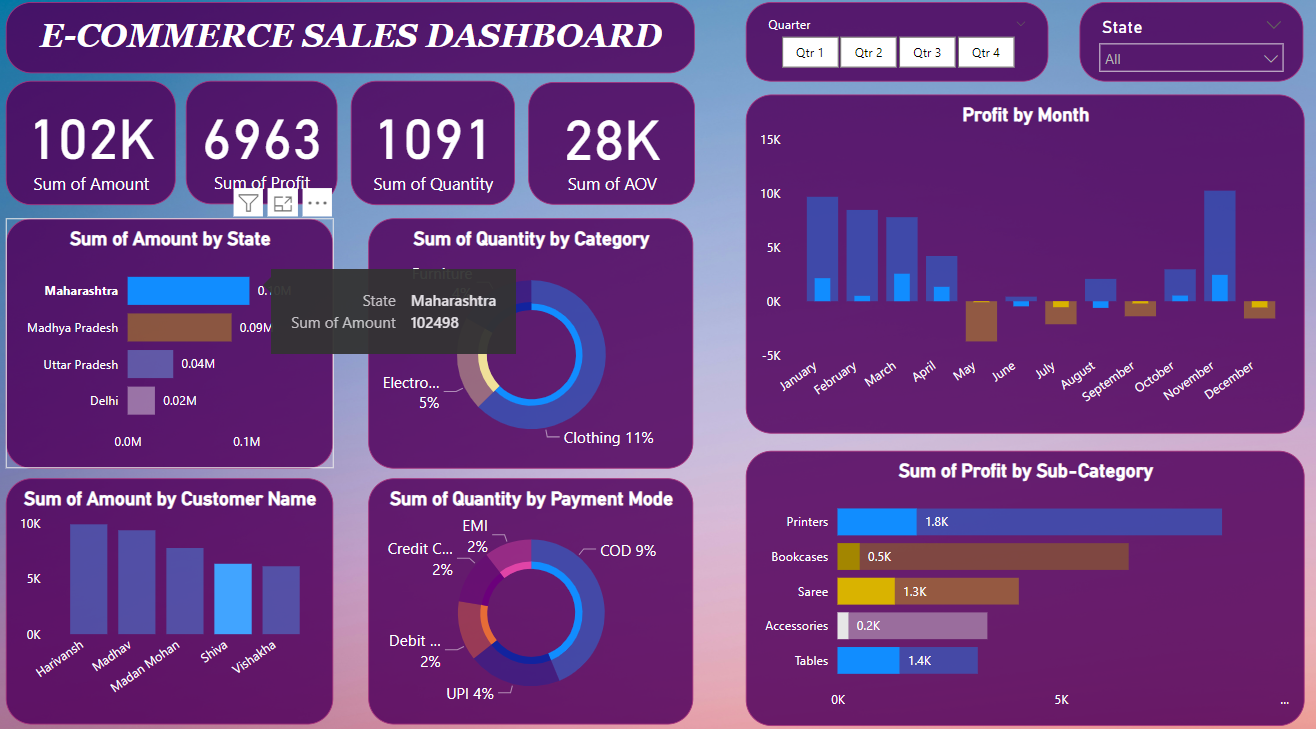 E-COMMERCE SALES DASHBOARD
Quarter
Qtr 1 Qtr 2 Qtr 3 Qtr 4
State
All
102K
Sum of Amount
6963
Sum of Profit
1091
Sum of Quantity
28K
Sum of AOV
Sum of Amount by State
Maharashtra
Madhya Pradesh 0.09M
Uttar Pradesh 0.04M
Delhi 0.02M
0.0M 0.1M
State Maharashtra
Sum of Amount 102498
Sum of Quantity by Category
Furniture
Electro...
5%
Clothing 11%
Profit by Month
15K
10K
5K
0K
-5K
January February March April May June July August September October November December
Sum of Amount by Customer Name
10K
5K
0K
Harivansh Madhav Madan Mohan Shiva Vishakha
Sum of Quantity by Payment Mode
EMI
2%
Credit C...
2%
COD 9%
Debit ...
2%
UPI 4%
Sum of Profit by Sub-Category
Printers 1.8K
Bookcases 0.5K
Saree 1.3K
Accessories 0.2K
Tables 1.4K
0K 5K ...